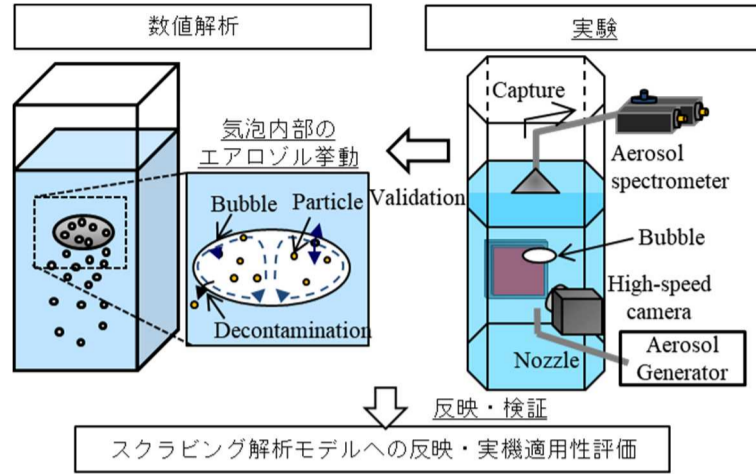 数値解析
実験
気泡内部の
エアロゾル挙動
Bubble
Particle
Decontamination
Validation
Capture
Aerosol
spectrometer
Bubble
High-speed
camera
Nozzle
Aerosol
Generator
反映・検証
スクラビング解析モデルへの反映・実機適用性評価